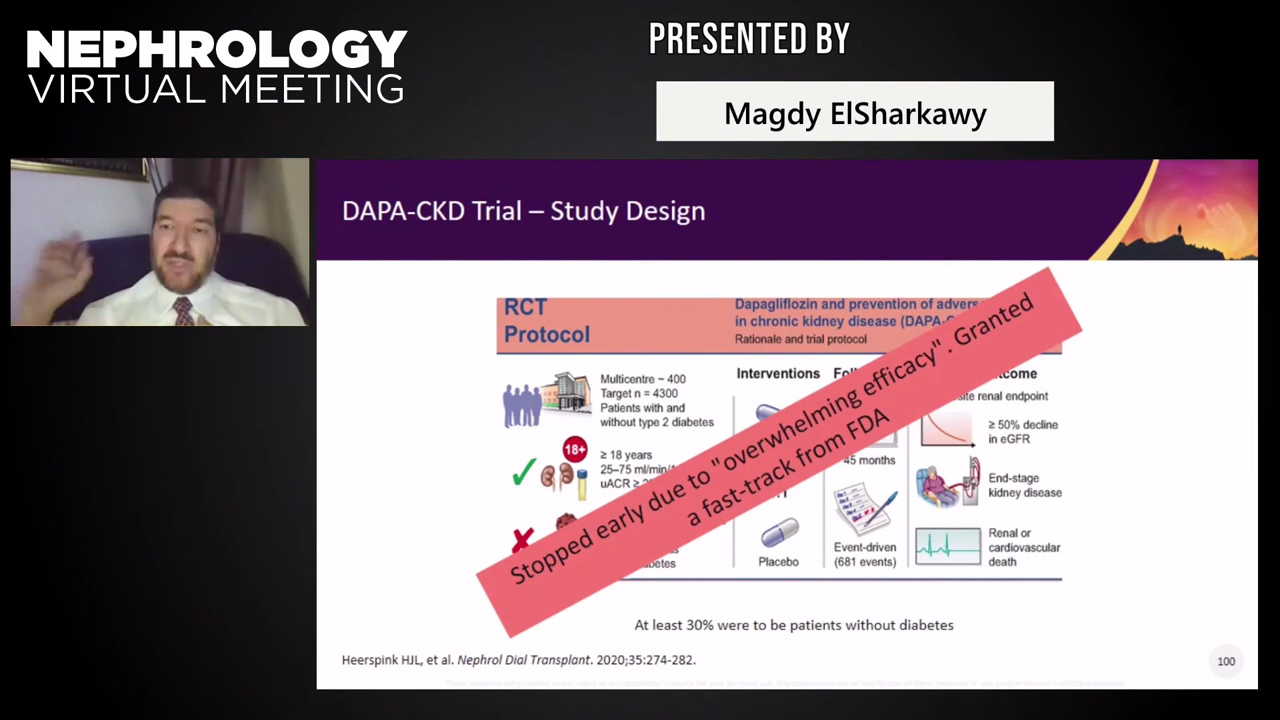 NEPHROLOGY
VIRTUAL MEETING
PRESENTED BY
Magdy ElSharkawy
DAPA-CKD Trial – Study Design
RCT
Protocol
Dapagliflozin and prevention of
in chronic kidney disease
Rationale and trial protocol
Multicentre ~ 400
Target n = 4300
Patients with and
without type 2 diabetes
18+
≥ 18 years
25–75 ml/min/
uACR ≥
Interventions
Placebo
45 months
Event-driven
(681 events)
renal endpoint
≥ 50% decline
in eGFR
End-stage
kidney disease
Renal or
cardiovascular
death
Stopped early due to "overwhelming efficacy". Granted
a fast-track from FDA
At least 30% were to be patients without diabetes
Heerspink HJL, et al. Nephrol Dial Transplant. 2020;35:274-282.
100